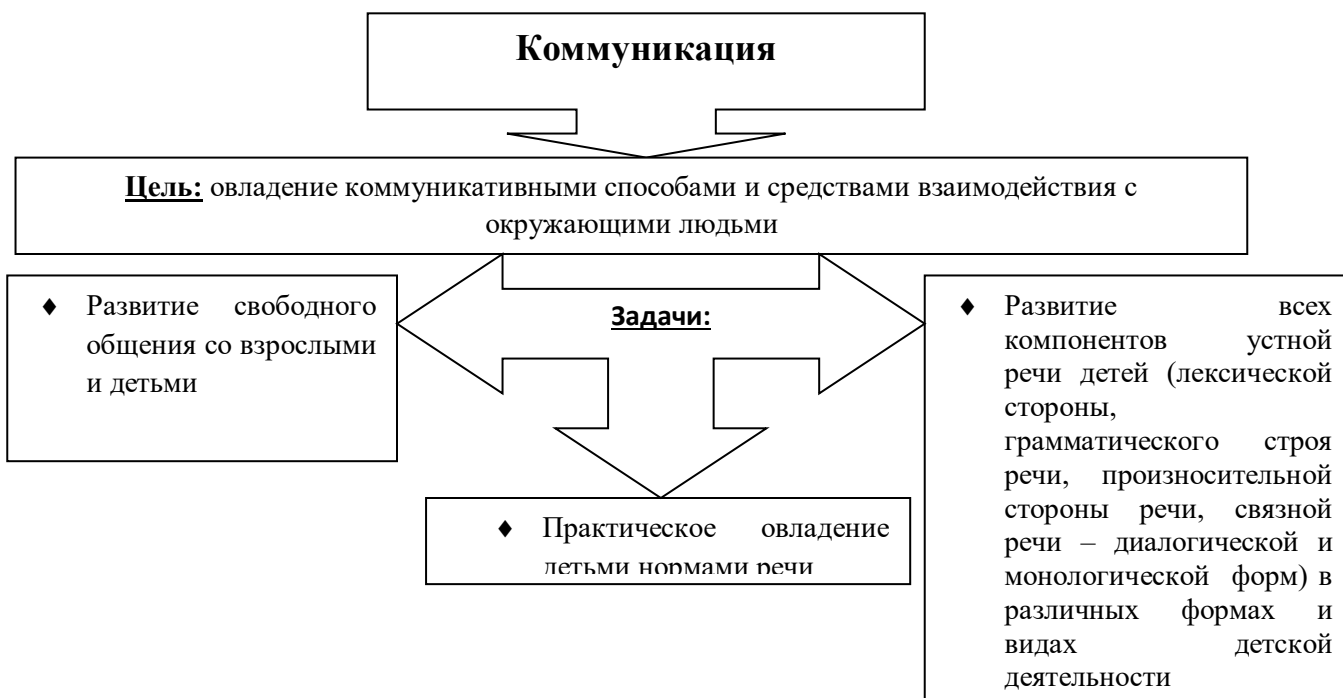 Коммуникация
Цель: овладение коммуникативными способами и средствами взаимодействия с
окружающими людьми
Задачи:
♦ Развитие свободного
общения со взрослыми
и детьми
♦ Практическое овладение
детьми нормами речи
♦ Развитие всех
компонентов устной
речи детей (лексической
стороны,
грамматического строя
речи, произносительной
стороны речи, связной
речи – диалогической и
монологической форм) в
различных формах и
видах детской
деятельности